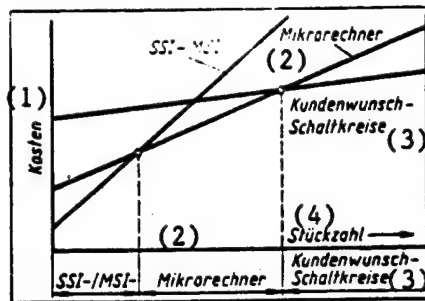 SSI-MSI
Mikrorechner
(2)
(1)
Kosten
Kundenwunsch-
Schaltkreise
(3)
(2)
(4)
Stückzahl
SSI-/MSI-
Mikrorechner
Kundenwunsch-
Schaltkreise (3)